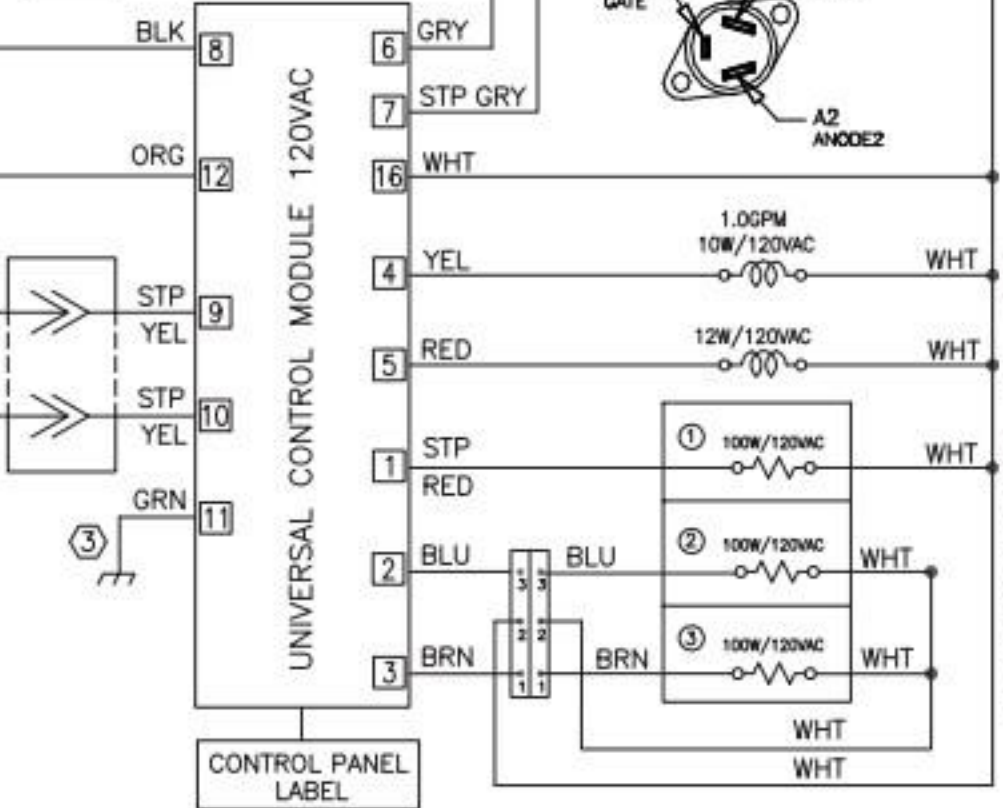 GATE
A2
ANODE2
BLK
8
ORG
12
STP
YEL
9
STP
YEL
10
GRN
11
3
UNIVERSAL CONTROL MODULE 120VAC
6
GRY
7
STP GRY
16
WHT
4
YEL
1.0GPM
10W/120VAC
WHT
5
RED
12W/120VAC
WHT
1
STP
RED
① 100W/120VAC
WHT
2
BLU
3 3
BLU
② 100W/120VAC
WHT
2 2
3
BRN
1 1
BRN
③ 100W/120VAC
WHT
WHT
WHT
CONTROL PANEL
LABEL